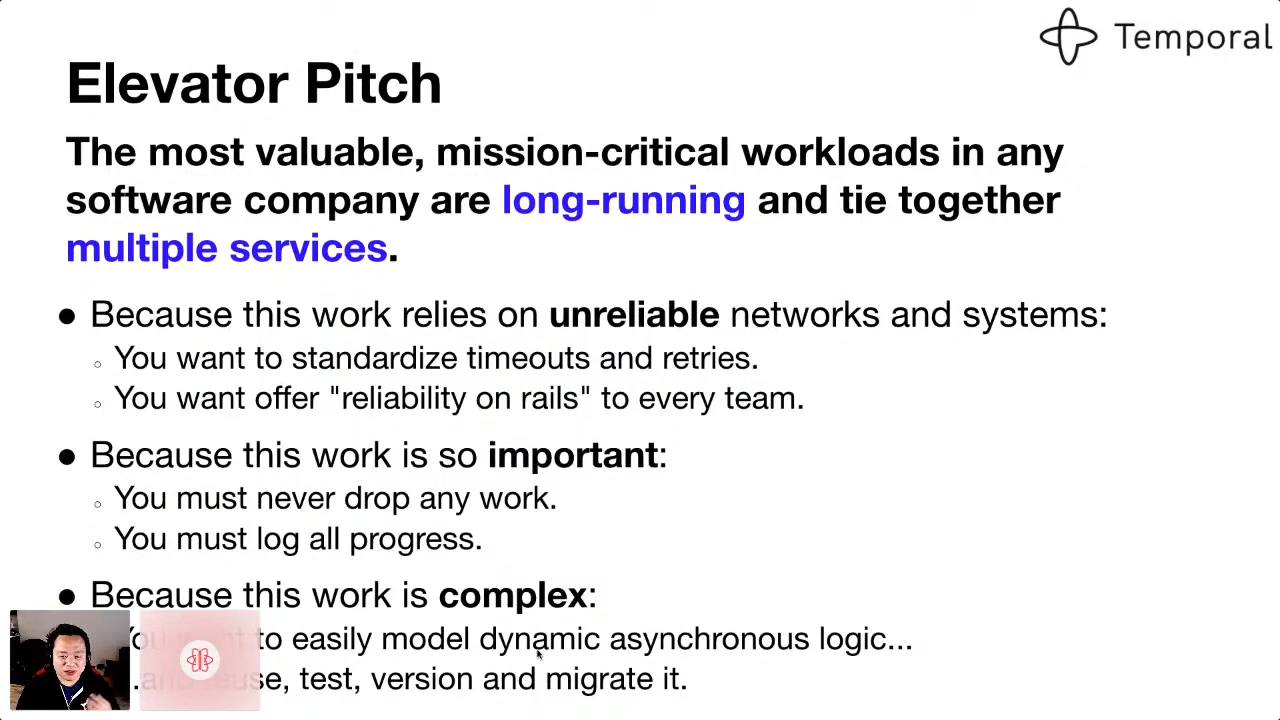 Temporal
Elevator Pitch
The most valuable, mission-critical workloads in any
software company are long-running and tie together
multiple services.
● Because this work relies on unreliable networks and systems:
○ You want to standardize timeouts and retries.
○ You want offer "reliability on rails" to every team.
● Because this work is so important:
○ You must never drop any work.
○ You must log all progress.
● Because this work is complex:
You want to easily model dynamic asynchronous logic...
reuse, test, version and migrate it.